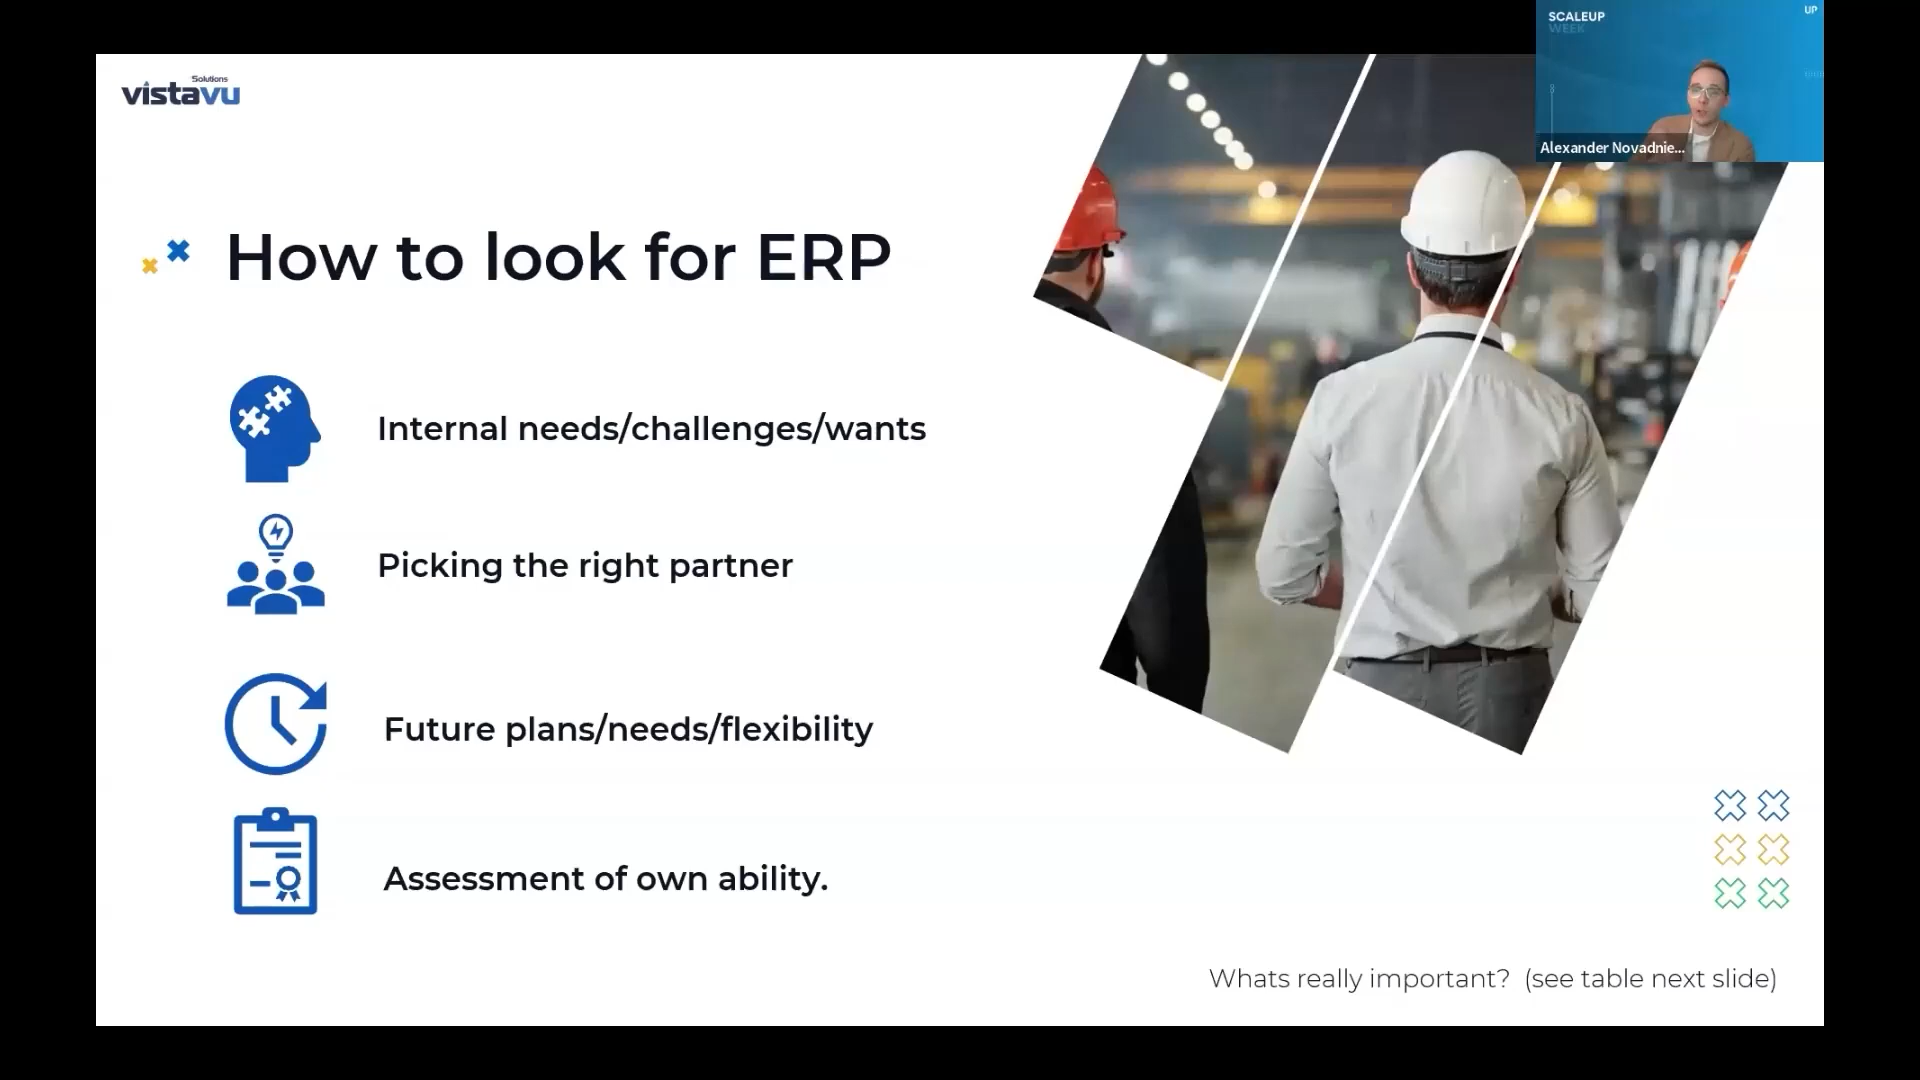 SCALEUP
WEEK
UP
Alexander Novadnie...
Solutions
vistavu
How to look for ERP
Internal needs/challenges/wants
Picking the right partner
Future plans/needs/flexibility
Assessment of own ability.
Whats really important? (see table next slide)